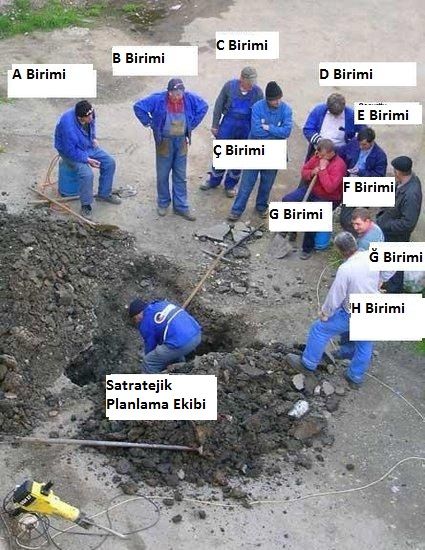 C Birimi
B Birimi
A Birimi
D Birimi
E Birimi
Ç Birimi
F Birimi
G Birimi
Ğ Birimi
H Birimi
Satratejik
Planlama Ekibi